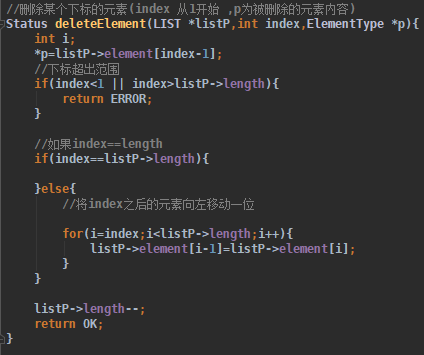 //删除某个下标的元素(index 从1开始 ,p为被删除的元素内容)
Status deleteElement(LIST *listP,int index,ElementType *p){
    int i;
    *p=listP->element[index-1];
    //下标超出范围
    if(index<1 || index>listP->length){
        return ERROR;
    }

    //如果index==length
    if(index==listP->length){

    }else{
        //将index之后的元素向左移动一位

        for(i=index;i<listP->length;i++){
            listP->element[i-1]=listP->element[i];
        }
    }

    listP->length--;
    return OK;
}